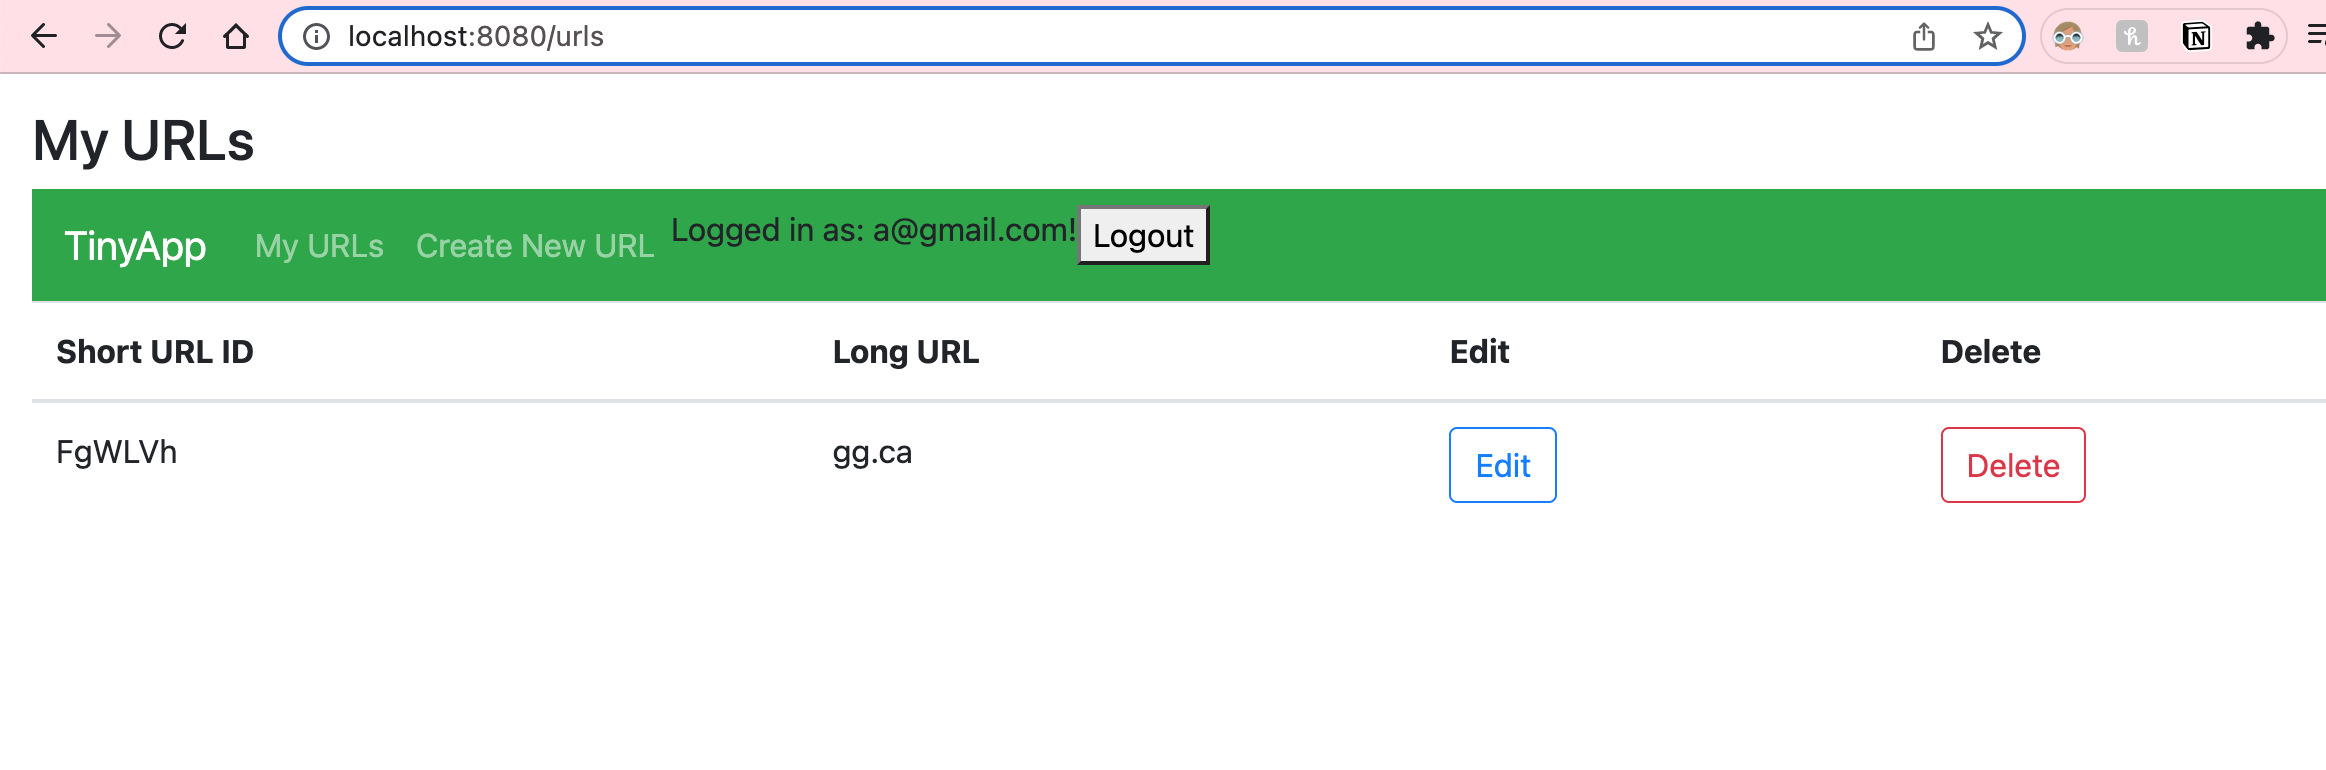 localhost:8080/urls
My URLs
TinyApp My URLs Create New URL Logged in as: a@gmail.com! Logout
Short URL ID Long URL Edit Delete
FgWLVh gg.ca Edit Delete